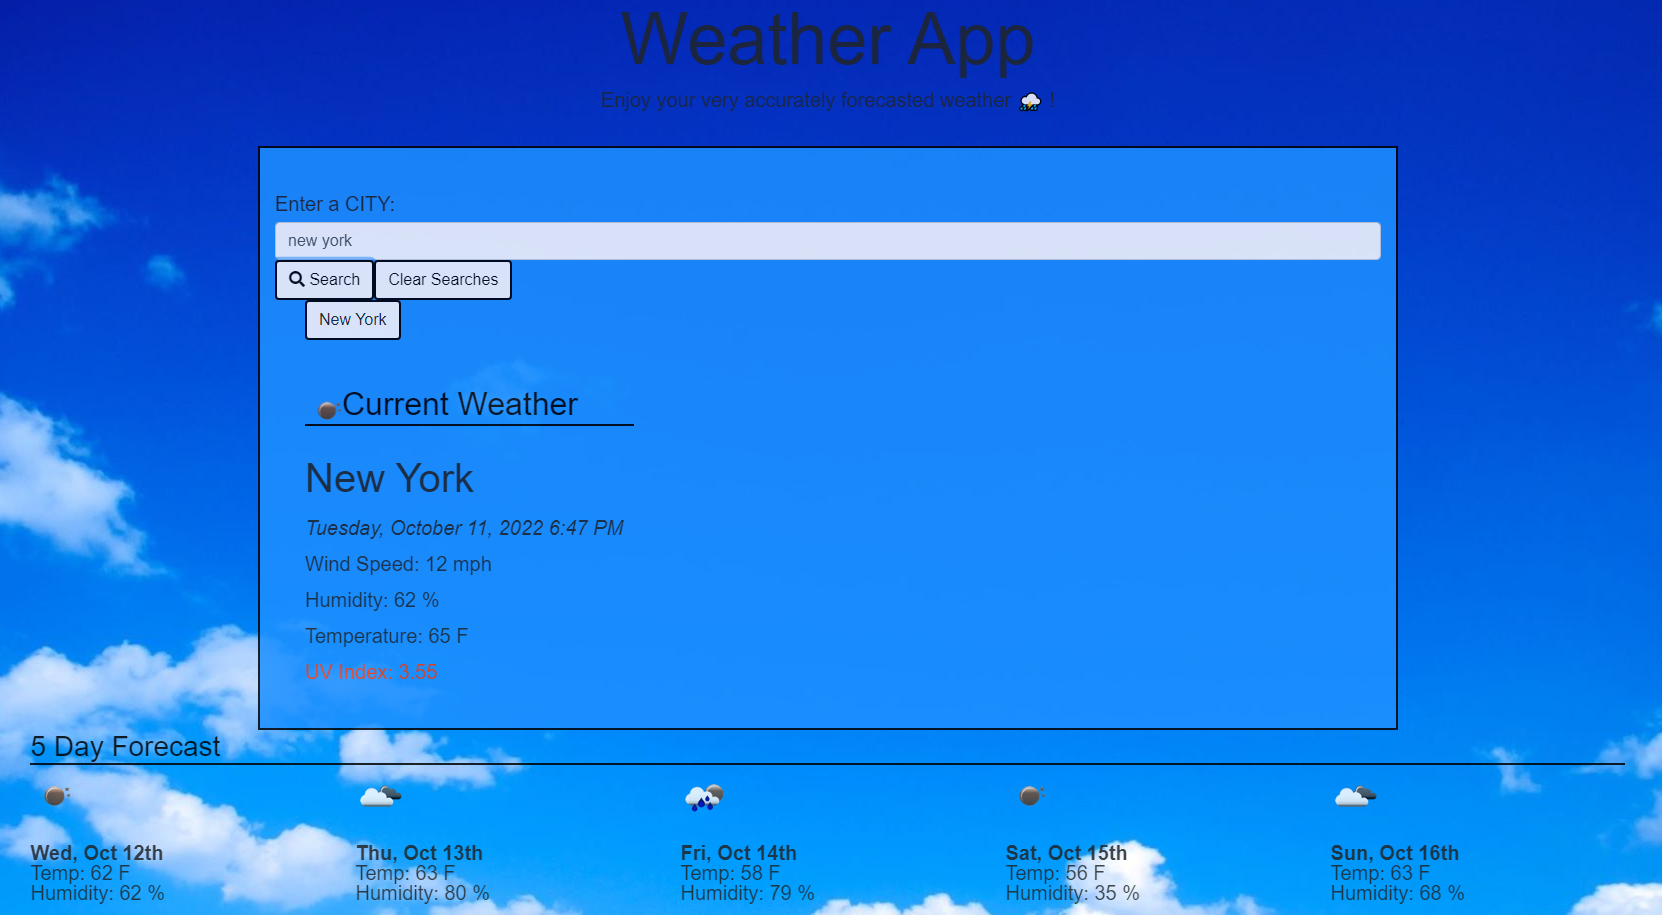 Weather App
Enjoy your very accurately forecasted weather !
Enter a CITY:
new york
Search Clear Searches
New York
Current Weather
New York
Tuesday, October 11, 2022 6:47 PM
Wind Speed: 12 mph
Humidity: 62 %
Temperature: 65 F
UV Index: 3.55
5 Day Forecast
Wed, Oct 12th
Temp: 62 F
Humidity: 62 %
Thu, Oct 13th
Temp: 63 F
Humidity: 80 %
Fri, Oct 14th
Temp: 58 F
Humidity: 79 %
Sat, Oct 15th
Temp: 56 F
Humidity: 35 %
Sun, Oct 16th
Temp: 63 F
Humidity: 68 %